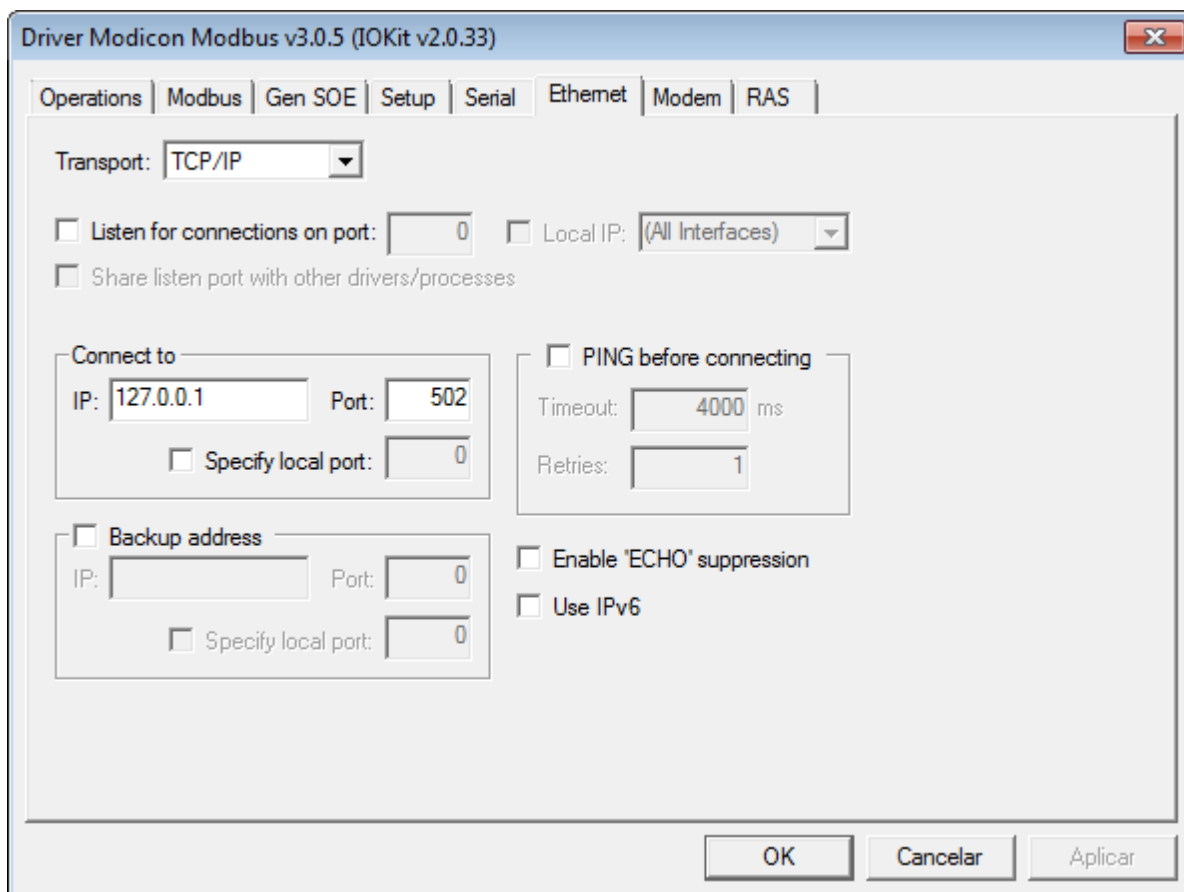 Driver Modicon Modbus v3.0.5 (IOKit v2.0.33)
Operations Modbus Gen SOE Setup Serial Ethernet Modem RAS
Transport: TCP/IP
Listen for connections on port: 0 Local IP: (All Interfaces)
Share listen port with other drivers/processes
Connect to
IP: 127.0.0.1 Port: 502
Specify local port: 0
PING before connecting
Timeout: 4000 ms
Retries: 1
Backup address
IP: Port: 0
Specify local port: 0
Enable 'ECHO' suppression
Use IPv6
OK Cancelar Aplicar